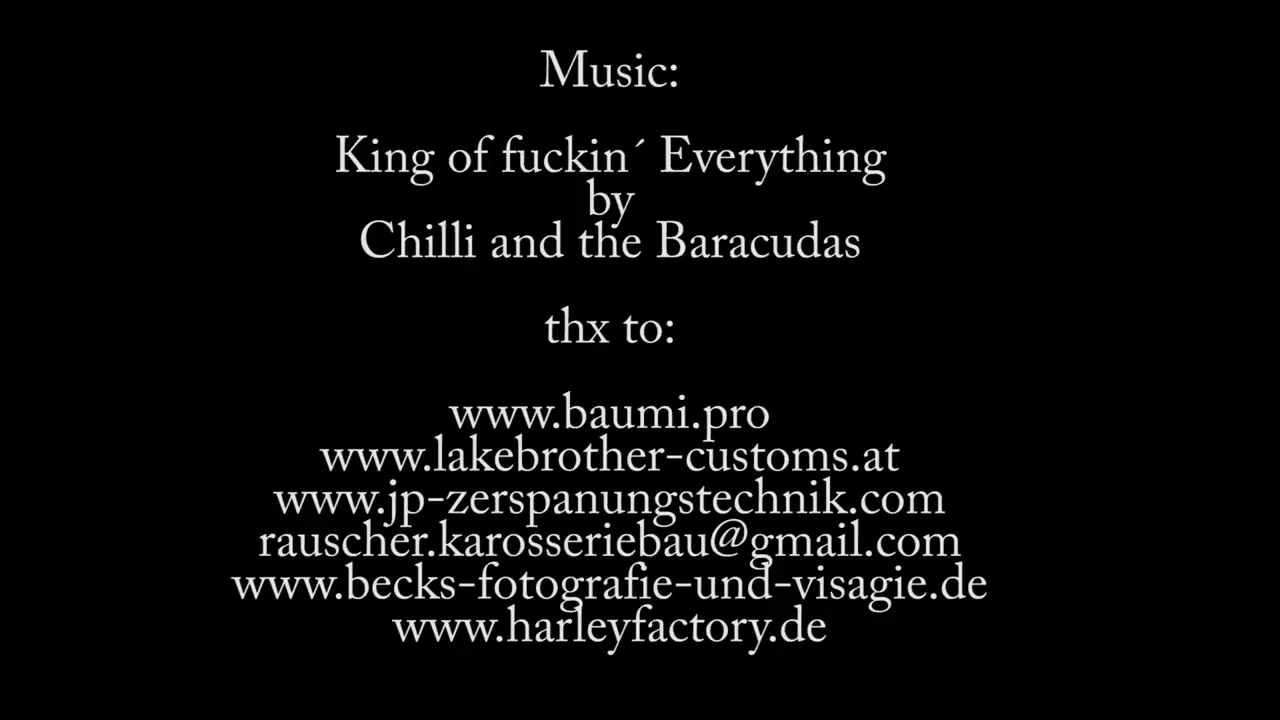 Music:
King of fuckin´ Everything
by
Chilli and the Baracudas
thx to:
www.baumi.pro
www.lakebrother-customs.at
www.jp-zerspanungstechnik.com
rauscher.karosseriebau@gmail.com
www.becks-fotografie-und-visagie.de
www.harleyfactory.de